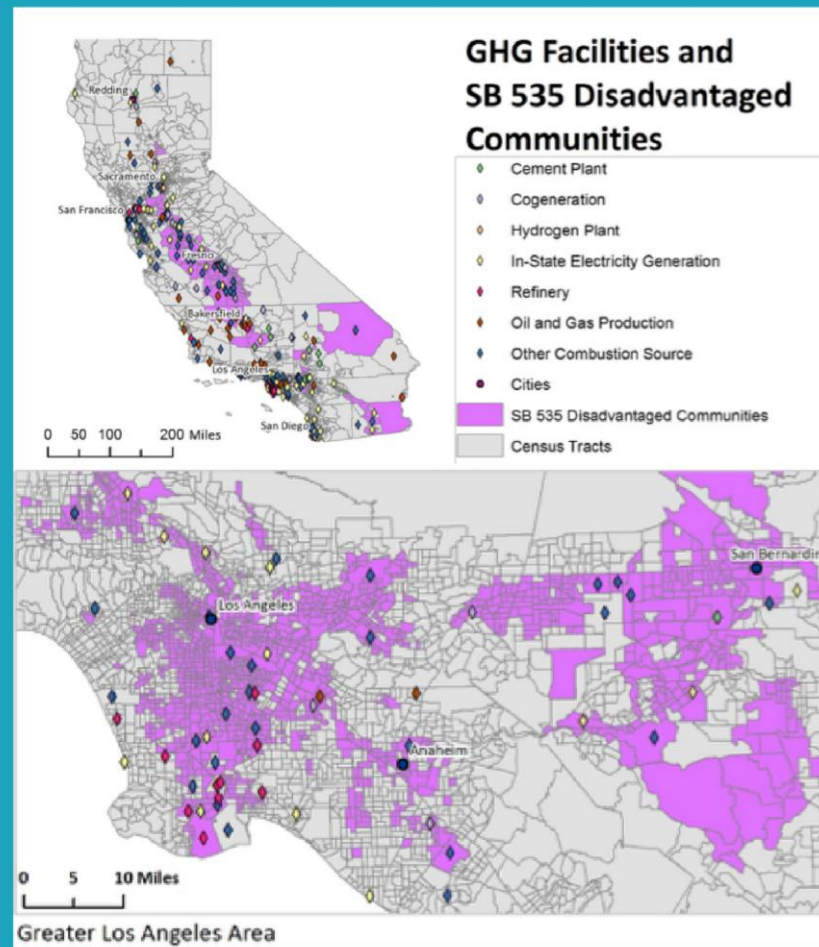 GHG Facilities and
SB 535 Disadvantaged
Communities
Cement Plant
Cogeneration
Hydrogen Plant
In-State Electricity Generation
Refinery
Oil and Gas Production
Other Combustion Source
Cities
SB 535 Disadvantaged Communities
Census Tracts
Redding
Sacramento
San Francisco
Fresno
Bakersfield
Los Angeles
San Diego
0 50 100 200 Miles
San Bernardin
Los Angeles
Anaheim
0 5 10 Miles
Greater Los Angeles Area